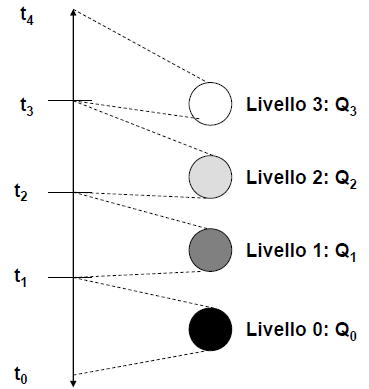 t4
t3
Livello 3: Q3
Livello 2: Q2
t2
Livello 1: Q1
t1
Livello 0: Q0
t0